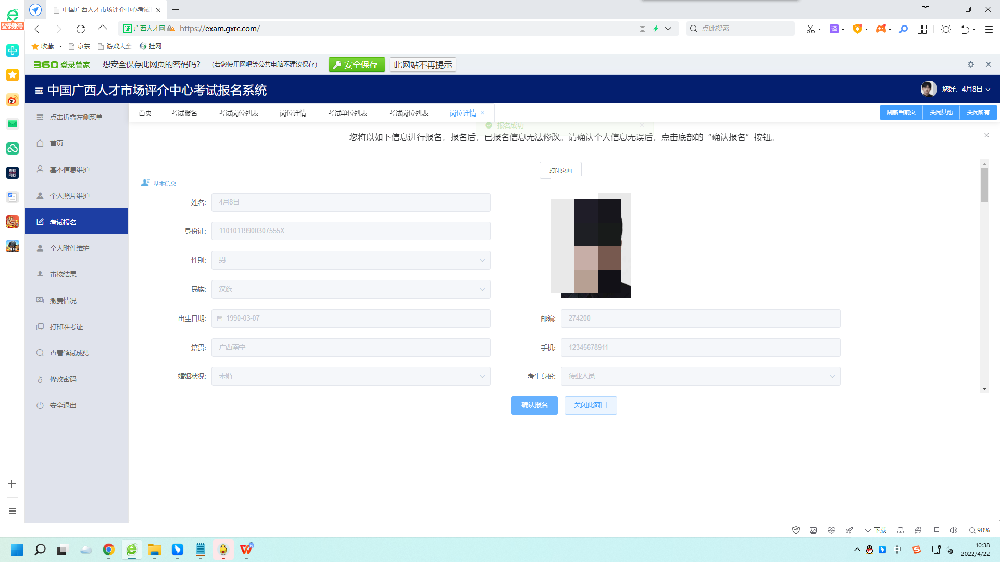 中国广西人才市场评介中心考试
登录账号
广西人才网 https://exam.gxrc.com/ 点此搜索
收藏 京东 游戏大全 挂网
360登录管家 想安全保存此网页的密码吗? (若您使用网吧等公共电脑不建议保存) 安全保存 此网站不再提示
中国广西人才市场评介中心考试报名系统 您好，4月8日
点击折叠左侧菜单
首页
基本信息维护
个人照片维护
考试报名
个人附件维护
审核结果
缴费情况
打印准考证
查看笔试成绩
修改密码
安全退出
首页 考试报名 考试岗位列表 岗位详情 考试单位列表 考试岗位列表 岗位详情 × 刷新当前页 关闭其他 关闭所有
报名成功
您将以如下信息进行报名，报名后，已报名信息无法修改。请确认个人信息无误后，点击底部的“确认报名”按钮。
打印页面
基本信息
姓名: 4月8日
身份证: 11010119900307555X
性别: 男
民族: 汉族
出生日期: 1990-03-07 邮编: 274200
籍贯: 广西南宁 手机: 12345678911
婚姻状况: 未婚 考生身份: 待业人员
确认报名 关闭此窗口
环球
网校
译
证
下载 90%
中
10:38
2022/4/22